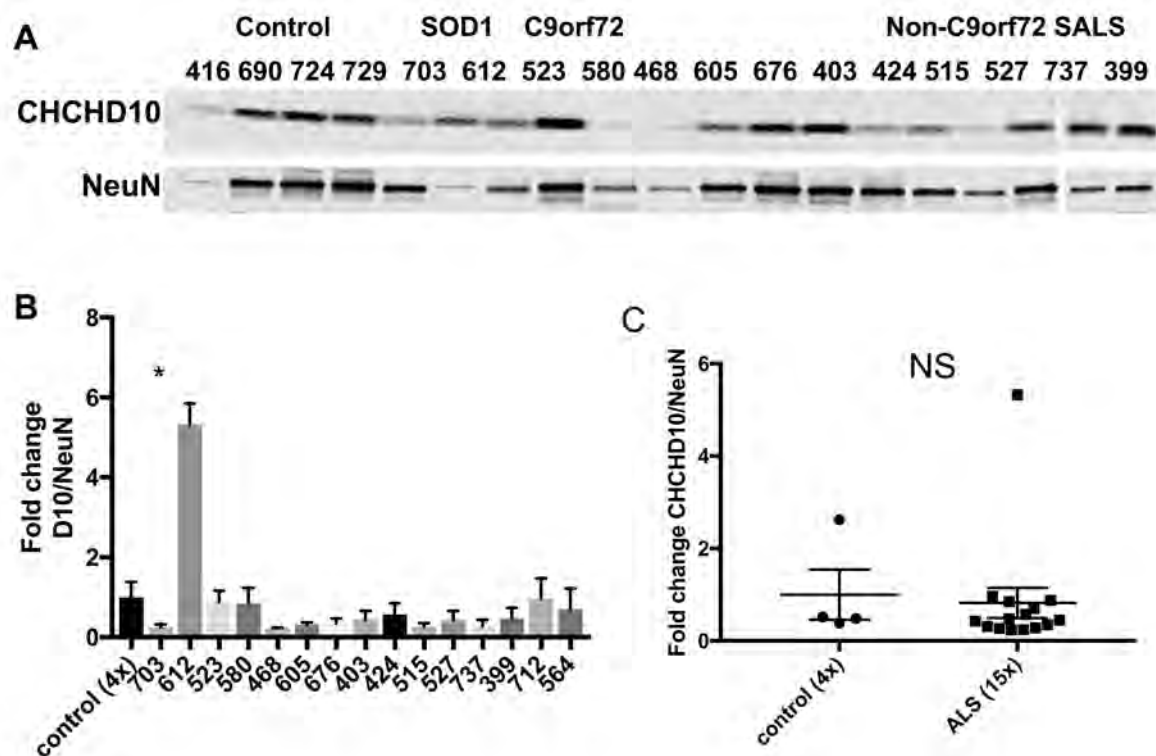 A
Control SOD1 C9orf72 Non-C9orf72 SALS
416 690 724 729 703 612 523 580 468 605 676 403 424 515 527 737 399
CHCHD10
NeuN
B
Fold change
D10/NeuN
8
6
4
2
0
*
control (4x) 703 612 523 580 468 605 676 403 424 515 527 737 399 712 564
C
NS
Fold change CHCHD10/NeuN
6
4
2
0
control (4x) ALS (15x)